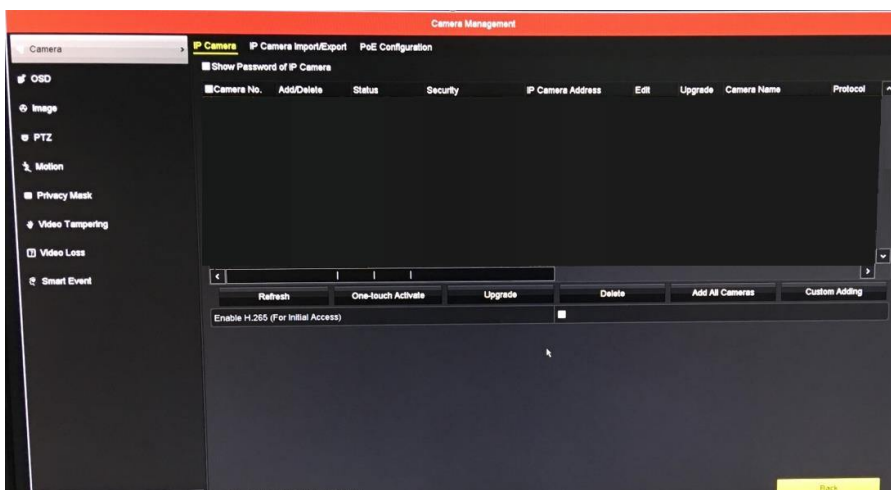 Camera Management
Camera
OSD
Image
PTZ
Motion
Privacy Mask
Video Tampering
Video Loss
Smart Event
IP Camera IP Camera Import/Export PoE Configuration
Show Password of IP Camera
Camera No. Add/Delete Status Security IP Camera Address Edit Upgrade Camera Name Protocol
Refresh One-touch Activate Upgrade Delete Add All Cameras Custom Adding
Enable H.265 (For Initial Access)
Back